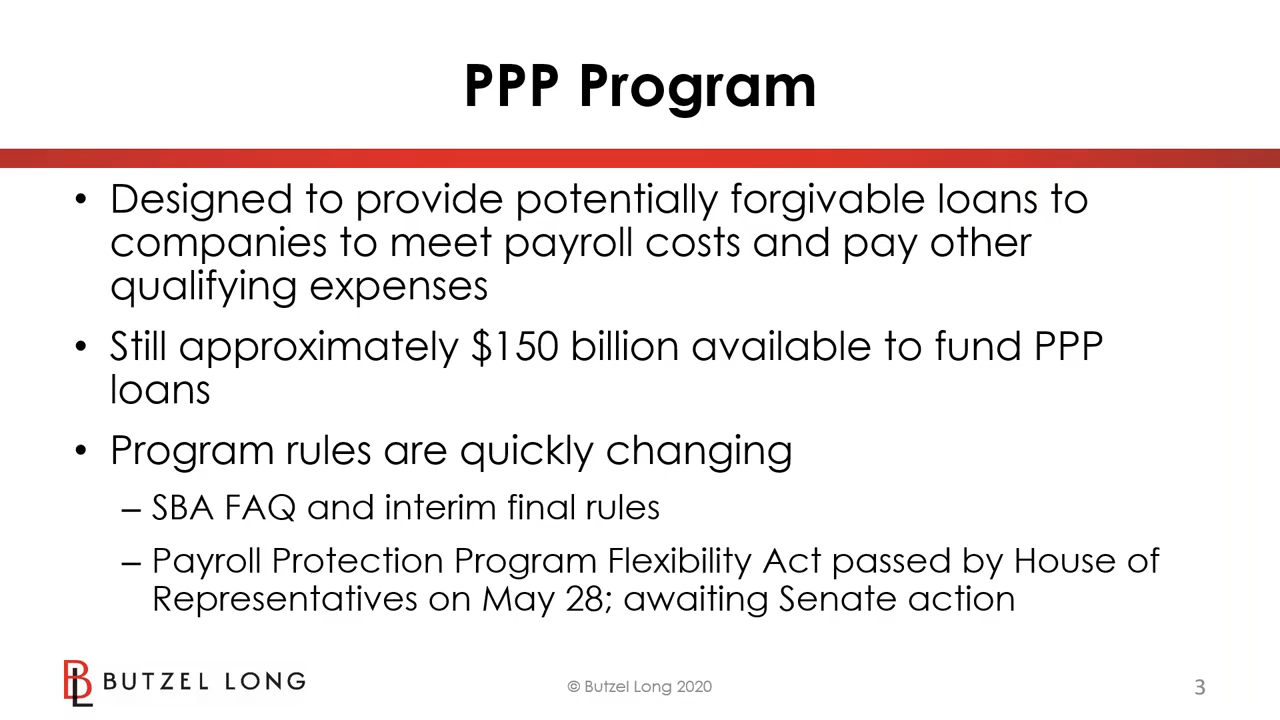 PPP Program
• Designed to provide potentially forgivable loans to
companies to meet payroll costs and pay other
qualifying expenses
• Still approximately $150 billion available to fund PPP
loans
• Program rules are quickly changing
– SBA FAQ and interim final rules
– Payroll Protection Program Flexibility Act passed by House of
Representatives on May 28; awaiting Senate action
BL BUTZEL LONG
© Butzel Long 2020
3